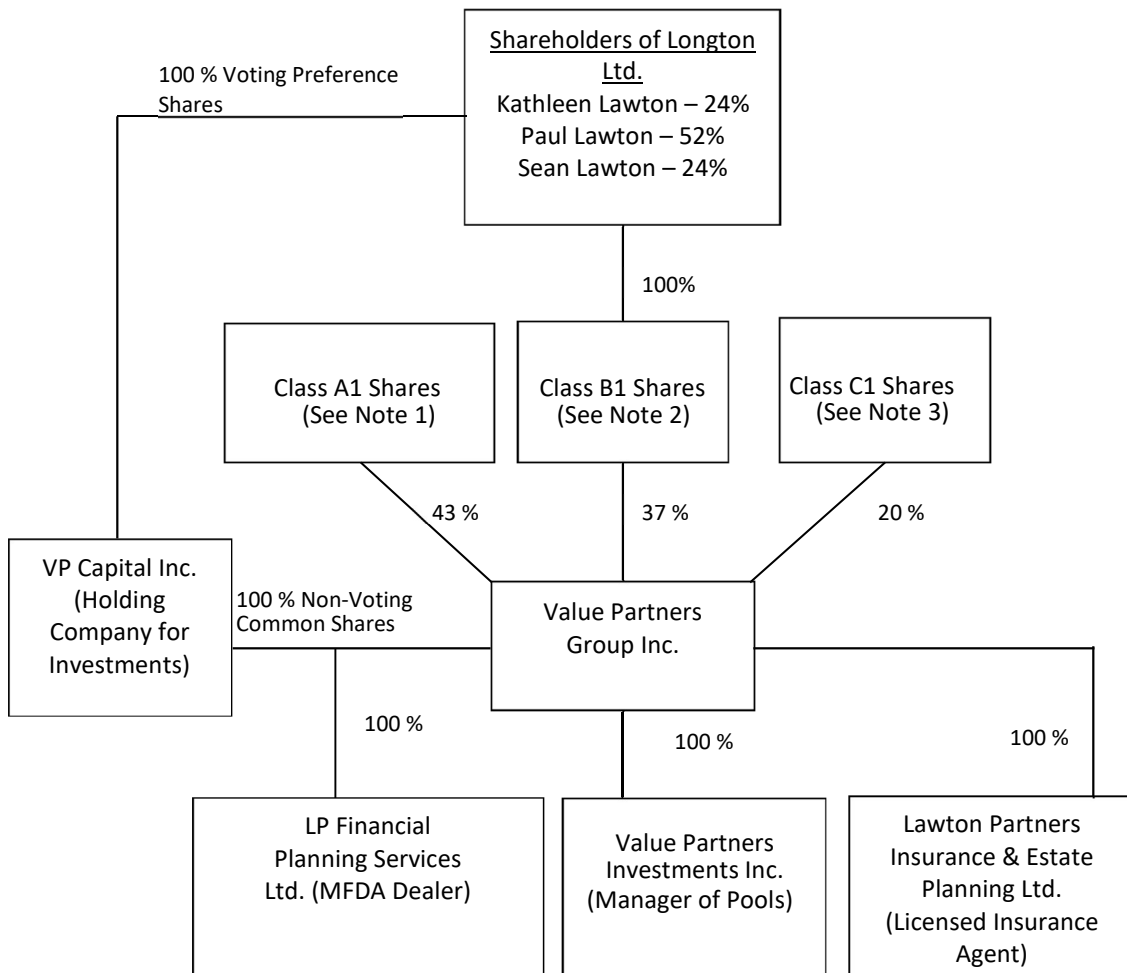 Shareholders of Longton
Ltd.
Kathleen Lawton – 24%
Paul Lawton – 52%
Sean Lawton – 24%
100 % Voting Preference
Shares
100%
Class A1 Shares
(See Note 1)
Class B1 Shares
(See Note 2)
Class C1 Shares
(See Note 3)
43 %
37 %
20 %
VP Capital Inc.
(Holding
Company for
Investments)
100 % Non-Voting
Common Shares
Value Partners
Group Inc.
100 %
100 %
100 %
LP Financial
Planning Services
Ltd. (MFDA Dealer)
Value Partners
Investments Inc.
(Manager of Pools)
Lawton Partners
Insurance & Estate
Planning Ltd.
(Licensed Insurance
Agent)